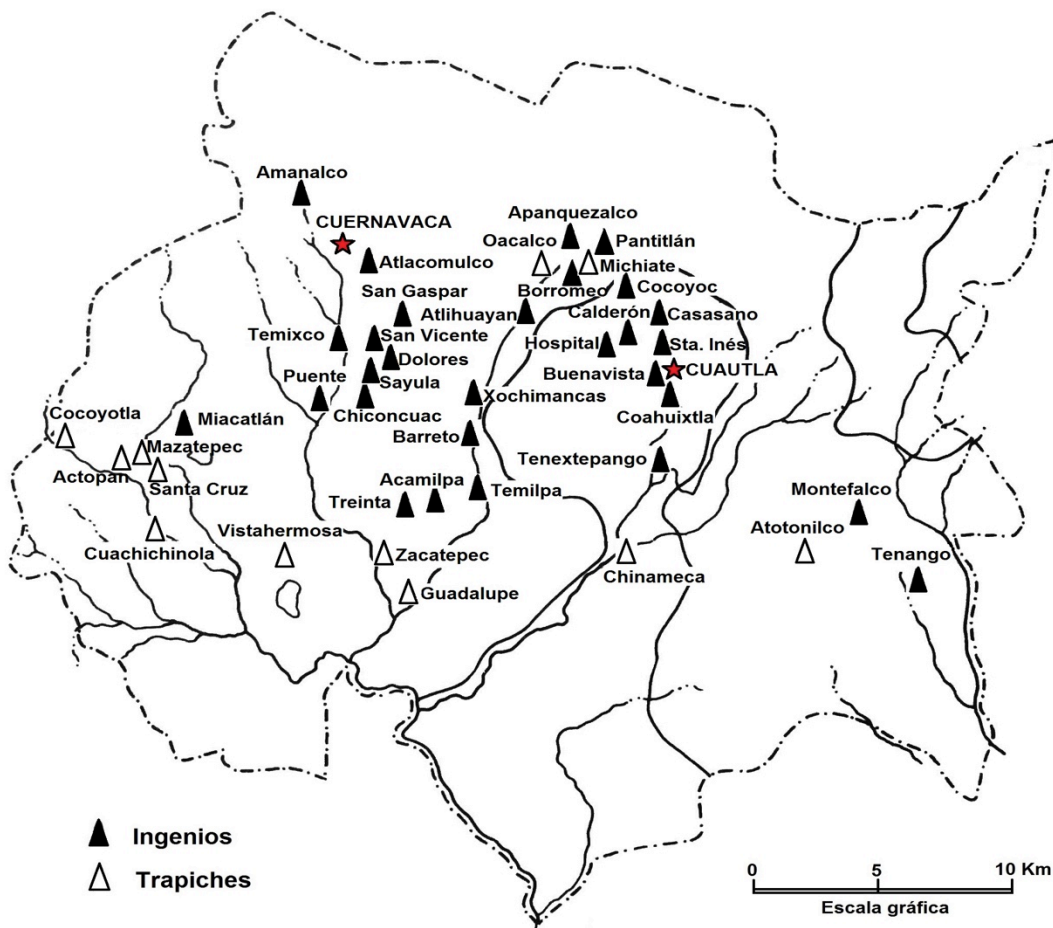 Amanalco
CUERNAVACA
Apanquezalco
Oacalco
Pantitlán
Atlacomulco
Michiate
Borromeo
Cocoyoc
San Gaspar
Atlihuayan
Calderón
Casasano
Temixco
San Vicente
Hospital
Sta. Inés
Dolores
Puente
Sayula
Buenavista
CUAUTLA
Xochimancas
Cocoyotla
Miacatlán
Chiconcuac
Coahuixtla
Mazatepec
Barreto
Actopan
Santa Cruz
Tenextepango
Acamilpa
Temilpa
Montefalco
Treinta
Vistahermosa
Atotonilco
Cuachichinola
Zacatepec
Tenango
Chinameca
Guadalupe
Ingenios
Trapiches
0 5 10 Km
Escala gráfica